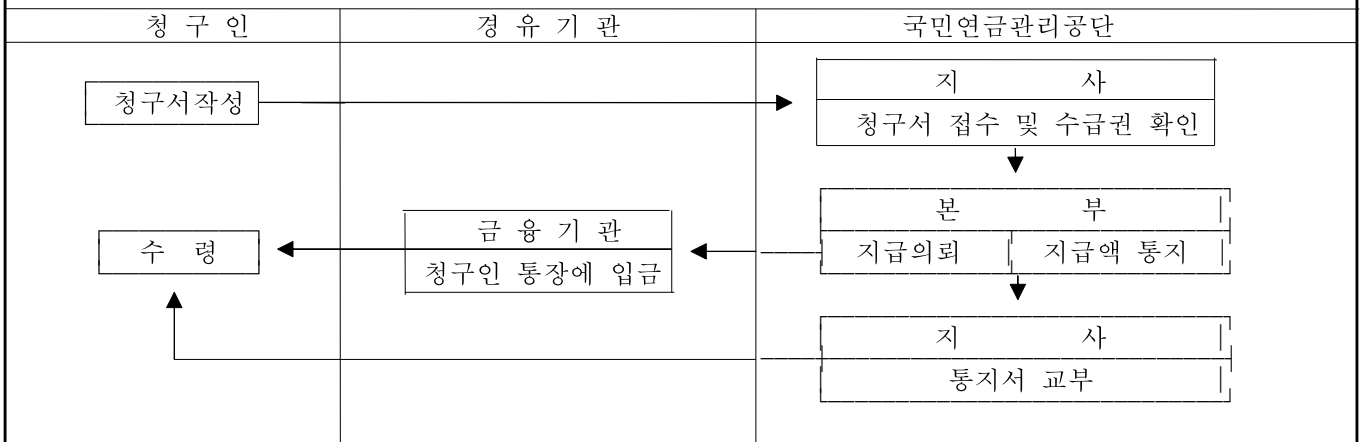 청 구 인 경 유 기 관 국민연금관리공단
지 사
청구서작성
청구서 접수 및 수급권 확인
본 부
금 융 기 관
수 령 지급의뢰 지급액 통지
청구인 통장에 입금
지 사
통지서 교부